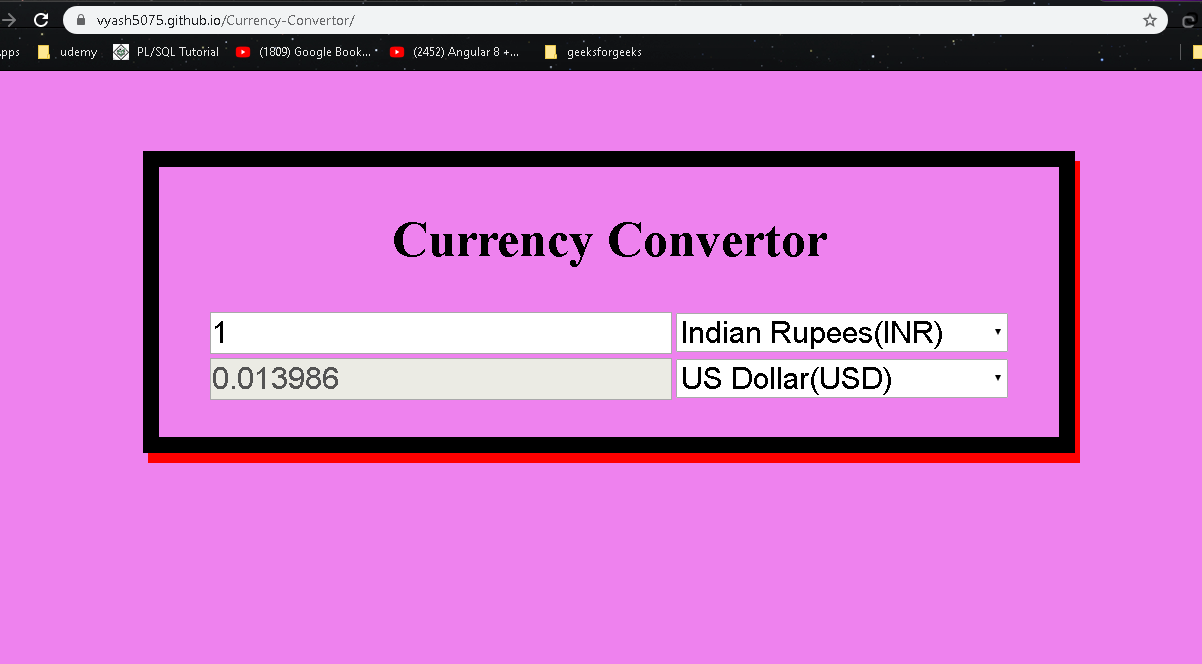 vyash5075.github.io/Currency-Convertor/
pps udemy PL/SQL Tutorial (1809) Google Book... (2452) Angular 8 +... geeksforgeeks
Currency Convertor
1 Indian Rupees(INR)
0.013986 US Dollar(USD)